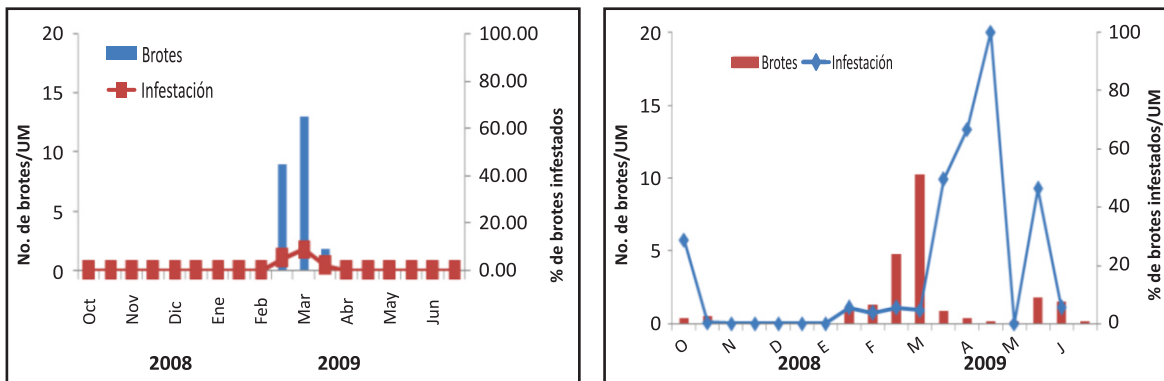 No. de brotes/UM
20
15
10
5
0
Brotes
Infestación
100.00
80.00
60.00
40.00
20.00
0.00
% de brotes infestados
Oct Nov Dic Ene Feb Mar Abr May Jun
2008 2009
No. de brotes/UM
20
15
10
5
0
Brotes Infestación
100
80
60
40
20
0
% de brotes infestados/UM
O N D E F M A M J
2008 2009